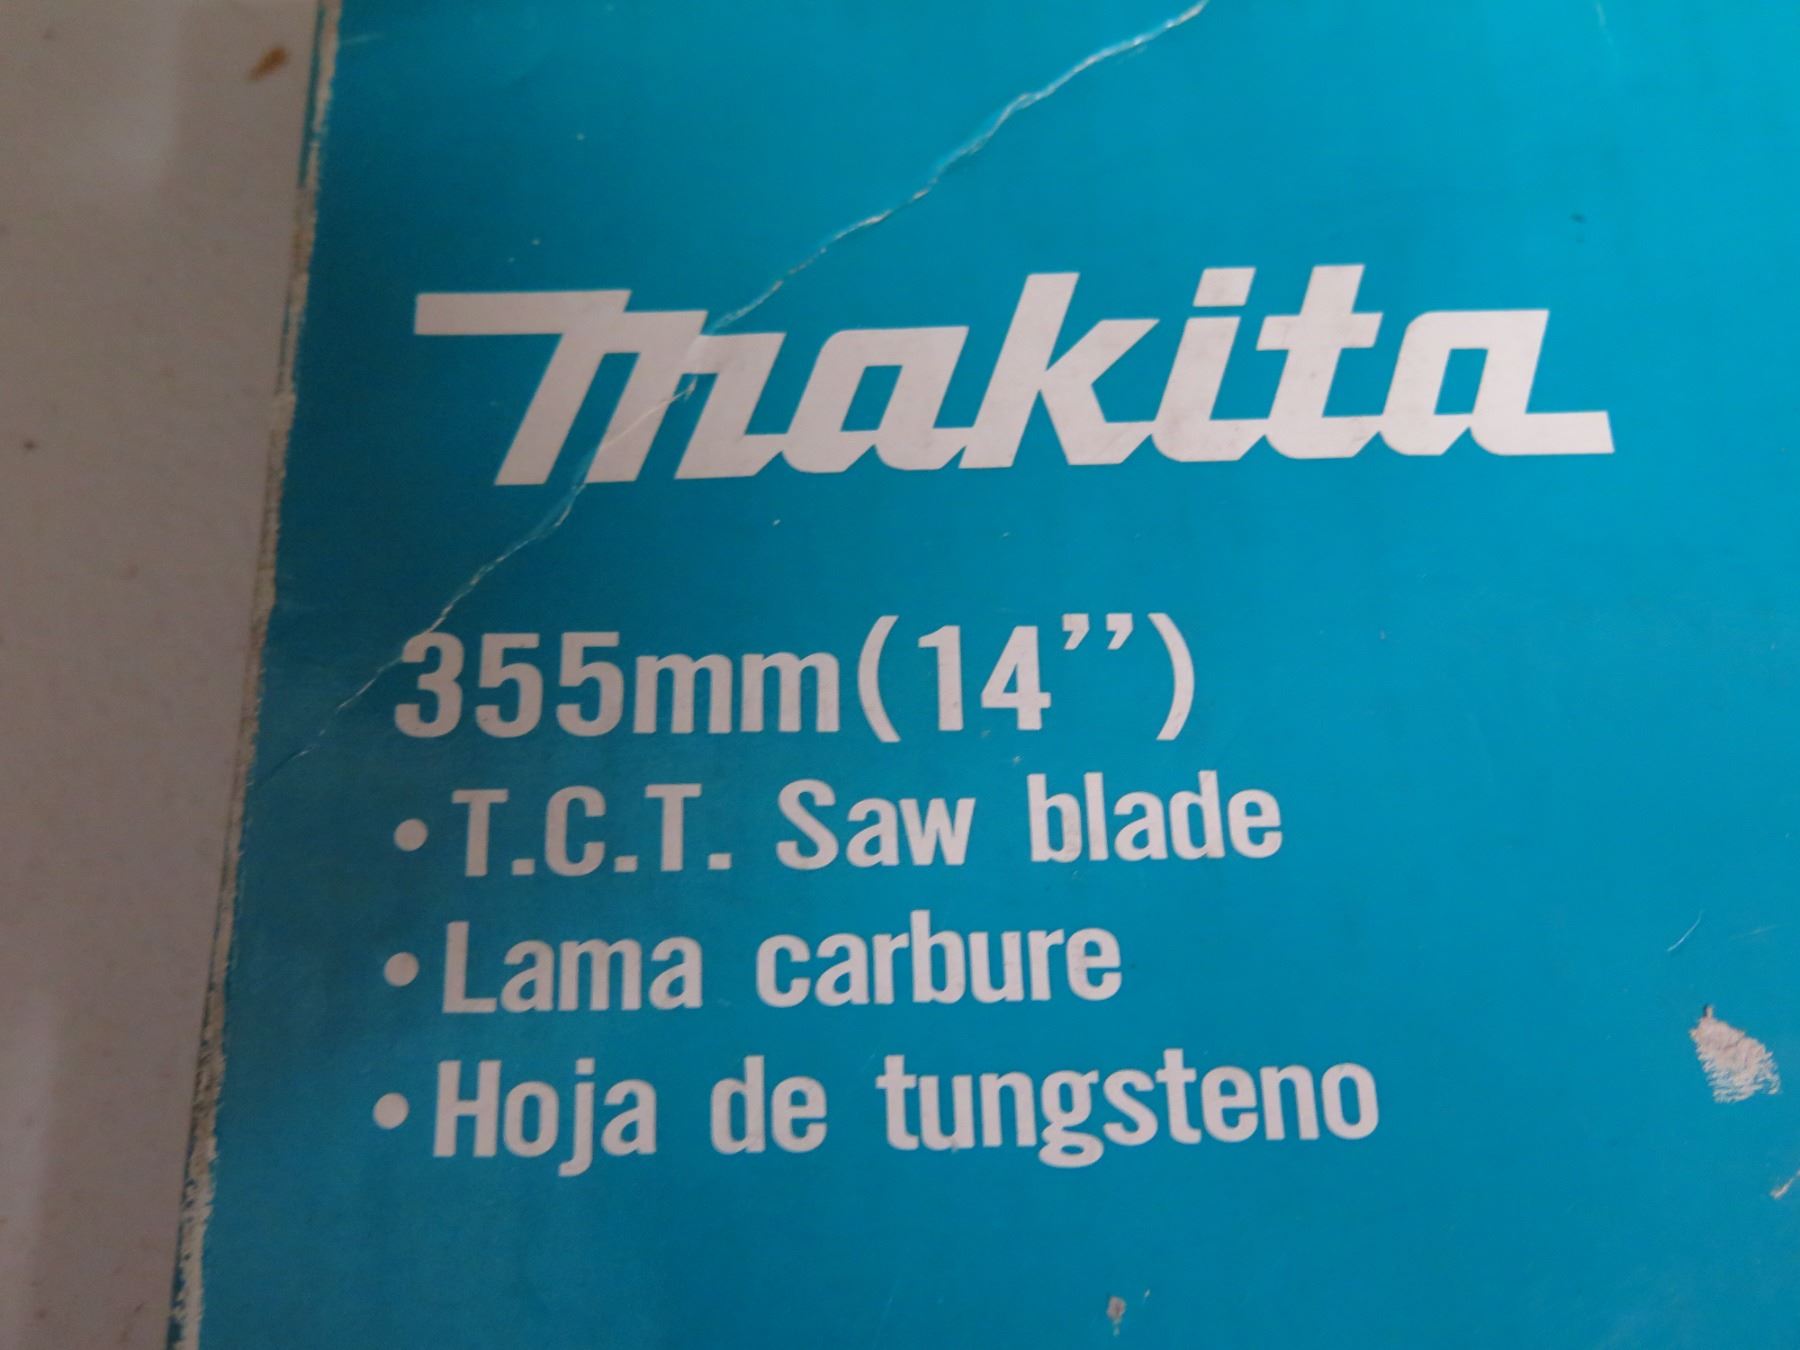 makita
355mm(14’’)
•T.C.T. Saw blade
•Lama carbure
•Hoja de tungsteno